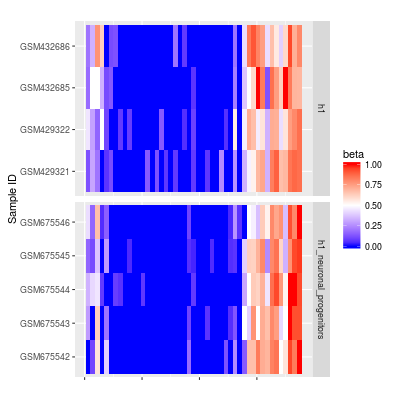 GSM432686
GSM432685
GSM429322
GSM429321
h1
GSM675546
GSM675545
GSM675544
GSM675543
GSM675542
h1_neuronal_progenitors
Sample ID
beta
1.00
0.75
0.50
0.25
0.00